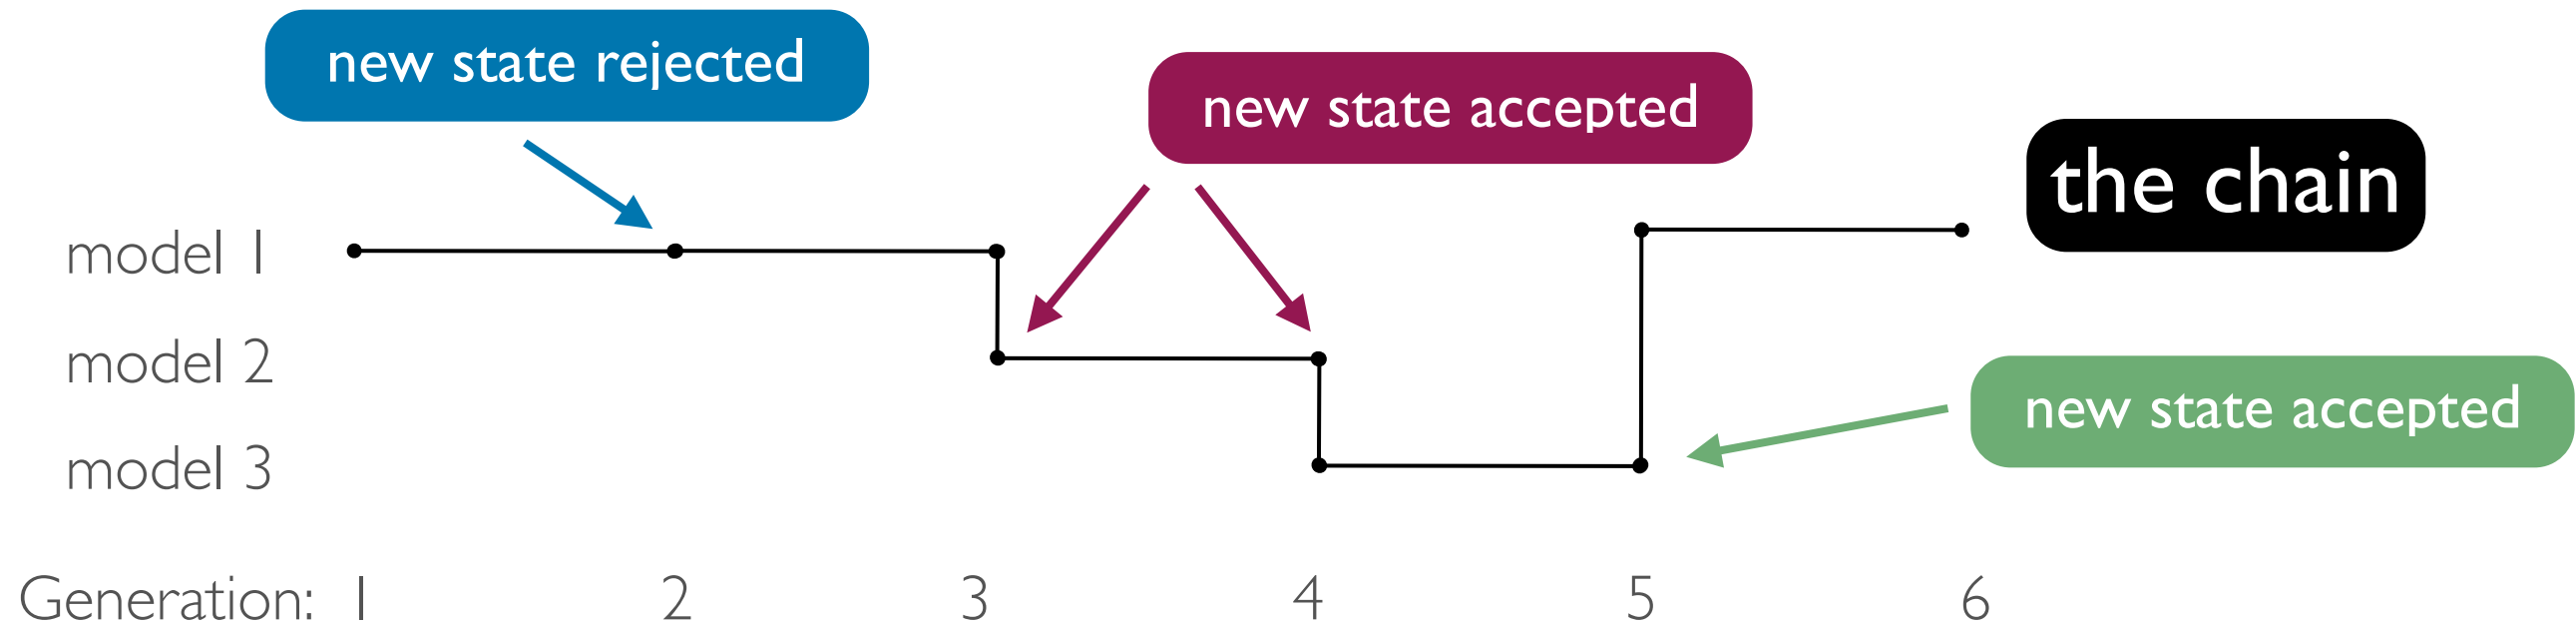 new state rejected
new state accepted
the chain
model 1
model 2
new state accepted
model 3
Generation: 1 2 3 4 5 6